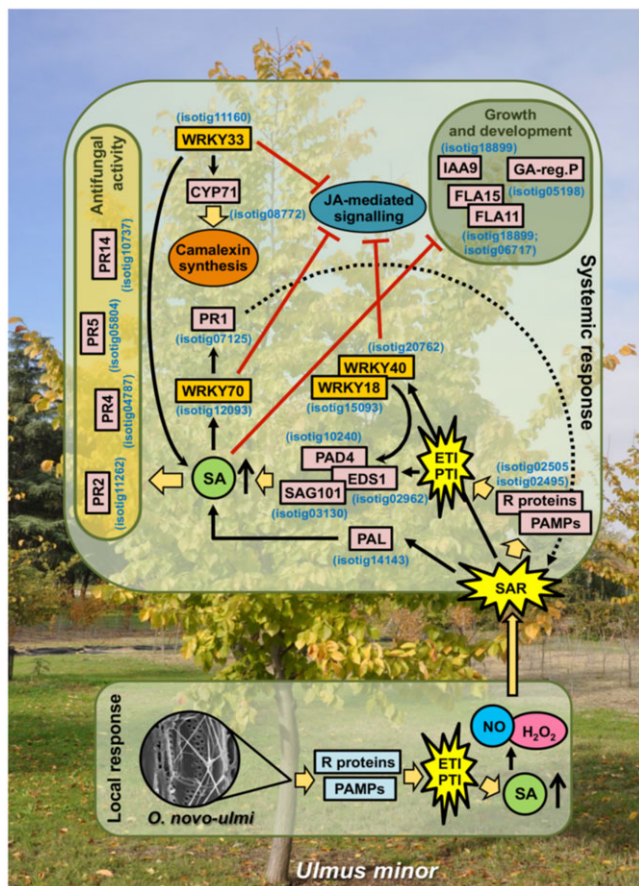 (isotig11160)
WRKY33
CYP71
(isotig08772)
Camalexin
synthesis
JA-mediated
signalling
Growth
and development
(isotig18899)
IAA9
GA-reg.P
(isotig05198)
FLA15
FLA11
(isotig18899;
isotig06717)
Antifungal
activity
PR14
(isotig10737)
PR5
(isotig05804)
PR4
(isotig04787)
PR2
(isotig11262)
PR1
(isotig07125)
WRKY70
(isotig12093)
SA
(isotig20762)
WRKY40
WRKY18
(isotig15093)
(isotig10240)
PAD4
EDS1
SAG101
(isotig02962)
(isotig03130)
PAL
(isotig14143)
ETI
PTI
(isotig02505
isotig02495)
R proteins
PAMPs
SAR
Systemic response
Local response
O. novo-ulmi
R proteins
PAMPs
ETI
PTI
NO
H₂O₂
SA
Ulmus minor